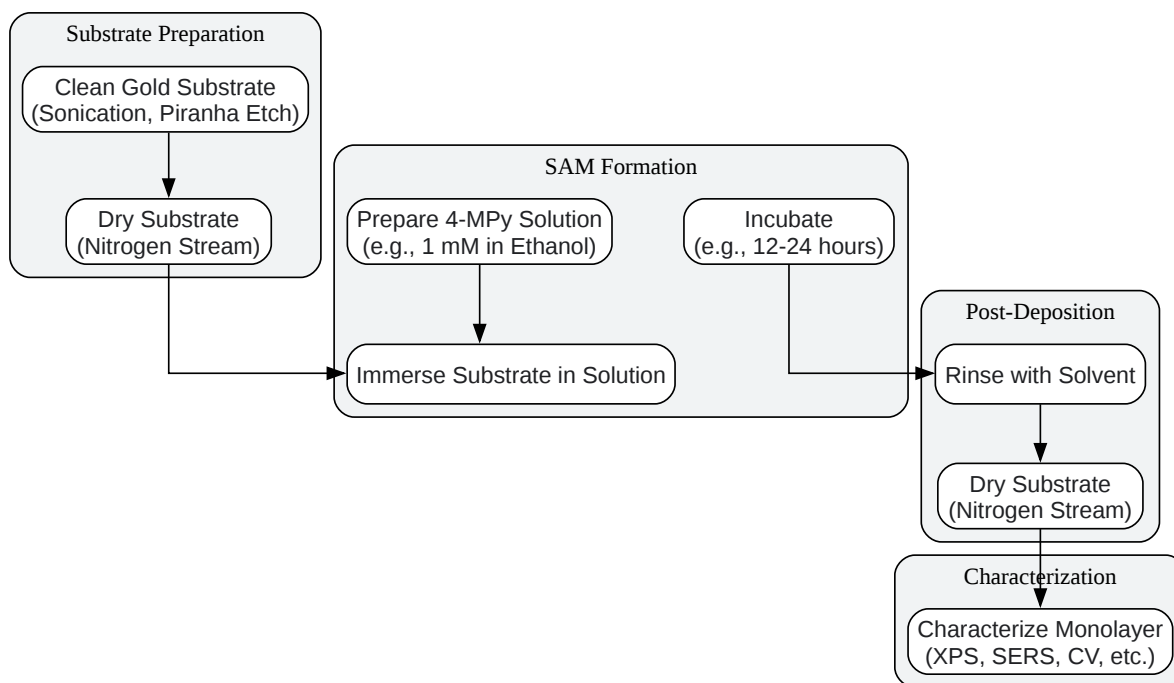 Substrate Preparation
Clean Gold Substrate
(Sonication, Piranha Etch)
Dry Substrate
(Nitrogen Stream)
SAM Formation
Prepare 4-MPy Solution
(e.g., 1 mM in Ethanol)
Incubate
(e.g., 12-24 hours)
Immerse Substrate in Solution
Post-Deposition
Rinse with Solvent
Dry Substrate
(Nitrogen Stream)
Characterization
Characterize Monolayer
(XPS, SERS, CV, etc.)